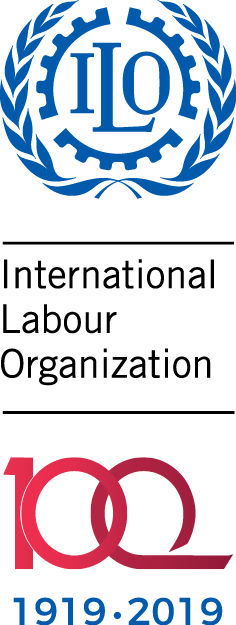 ILO
International
Labour
Organization
100
1919 • 2019